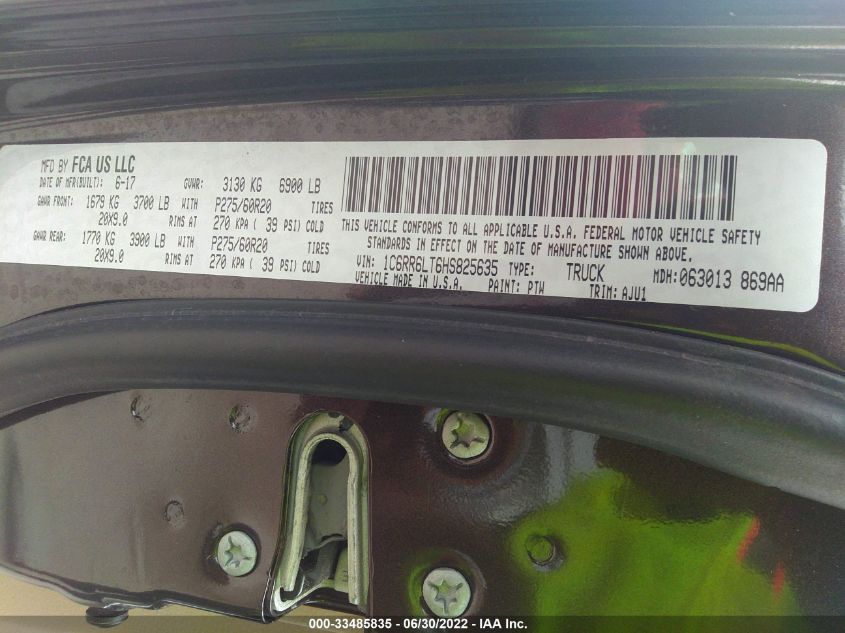 MFD BY FCA US LLC
DATE OF MFR(BUILT): 6-17 GVWR: 3130 KG 6900 LB
GAWR FRONT: 1679 KG 3700 LB WITH P275/60R20 TIRES
20X9.0 RIMS AT 270 KPA ( 39 PSI) COLD
GAWR REAR: 1770 KG 3900 LB WITH P275/60R20 TIRES
20X9.0 RIMS AT 270 KPA ( 39 PSI) COLD
THIS VEHICLE CONFORMS TO ALL APPLICABLE U.S.A. FEDERAL MOTOR VEHICLE SAFETY
STANDARDS IN EFFECT ON THE DATE OF MANUFACTURE SHOWN ABOVE.
VIN: 1C6RR6LT6HS825635 TYPE: TRUCK MDH: 063013 869AA
VEHICLE MADE IN U.S.A. PAINT: PTW TRIM: AJU1
000-33485835 - 06/30/2022 - IAA Inc.